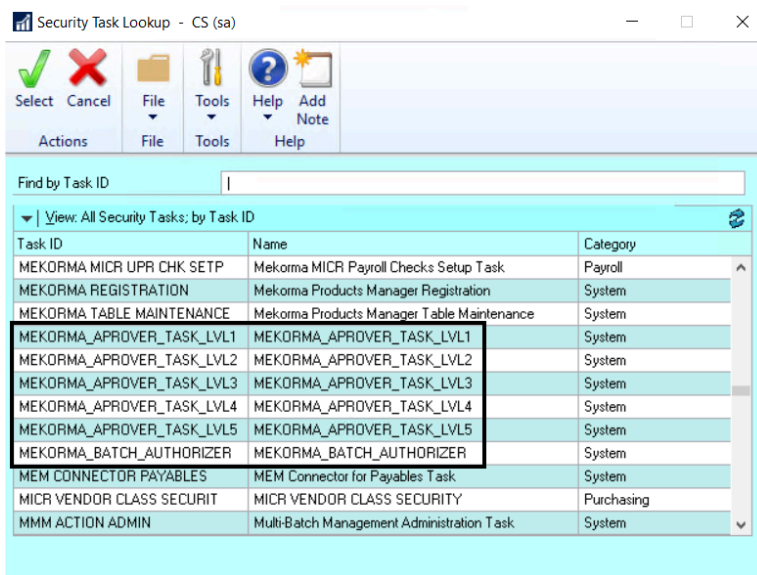 Security Task Lookup  -  CS (sa)
Select Cancel File Tools Help Add Note
Actions File Tools Help
Find by Task ID
View: All Security Tasks; by Task ID
Task ID Name Category
MEKORMA MICR UPR CHK SETP Mekorma MICR Payroll Checks Setup Task Payroll
MEKORMA REGISTRATION Mekorma Products Manager Registration System
MEKORMA TABLE MAINTENANCE Mekorma Products Manager Table Maintenance System
MEKORMA_APROVER_TASK_LVL1 MEKORMA_APROVER_TASK_LVL1 System
MEKORMA_APROVER_TASK_LVL2 MEKORMA_APROVER_TASK_LVL2 System
MEKORMA_APROVER_TASK_LVL3 MEKORMA_APROVER_TASK_LVL3 System
MEKORMA_APROVER_TASK_LVL4 MEKORMA_APROVER_TASK_LVL4 System
MEKORMA_APROVER_TASK_LVL5 MEKORMA_APROVER_TASK_LVL5 System
MEKORMA_BATCH_AUTHORIZER MEKORMA_BATCH_AUTHORIZER System
MEM CONNECTOR PAYABLES MEM Connector for Payables Task System
MICR VENDOR CLASS SECURIT MICR VENDOR CLASS SECURITY Purchasing
MMM ACTION ADMIN Multi-Batch Management Administration Task System